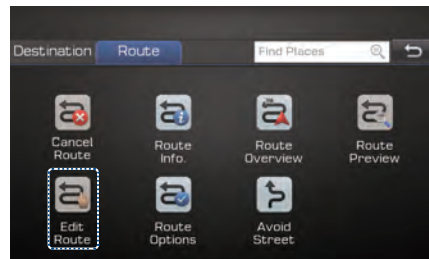 Destination
Route
Find Places
Cancel
Route
Route
Info.
Route
Overview
Route
Preview
Edit
Route
Route
Options
Avoid
Street